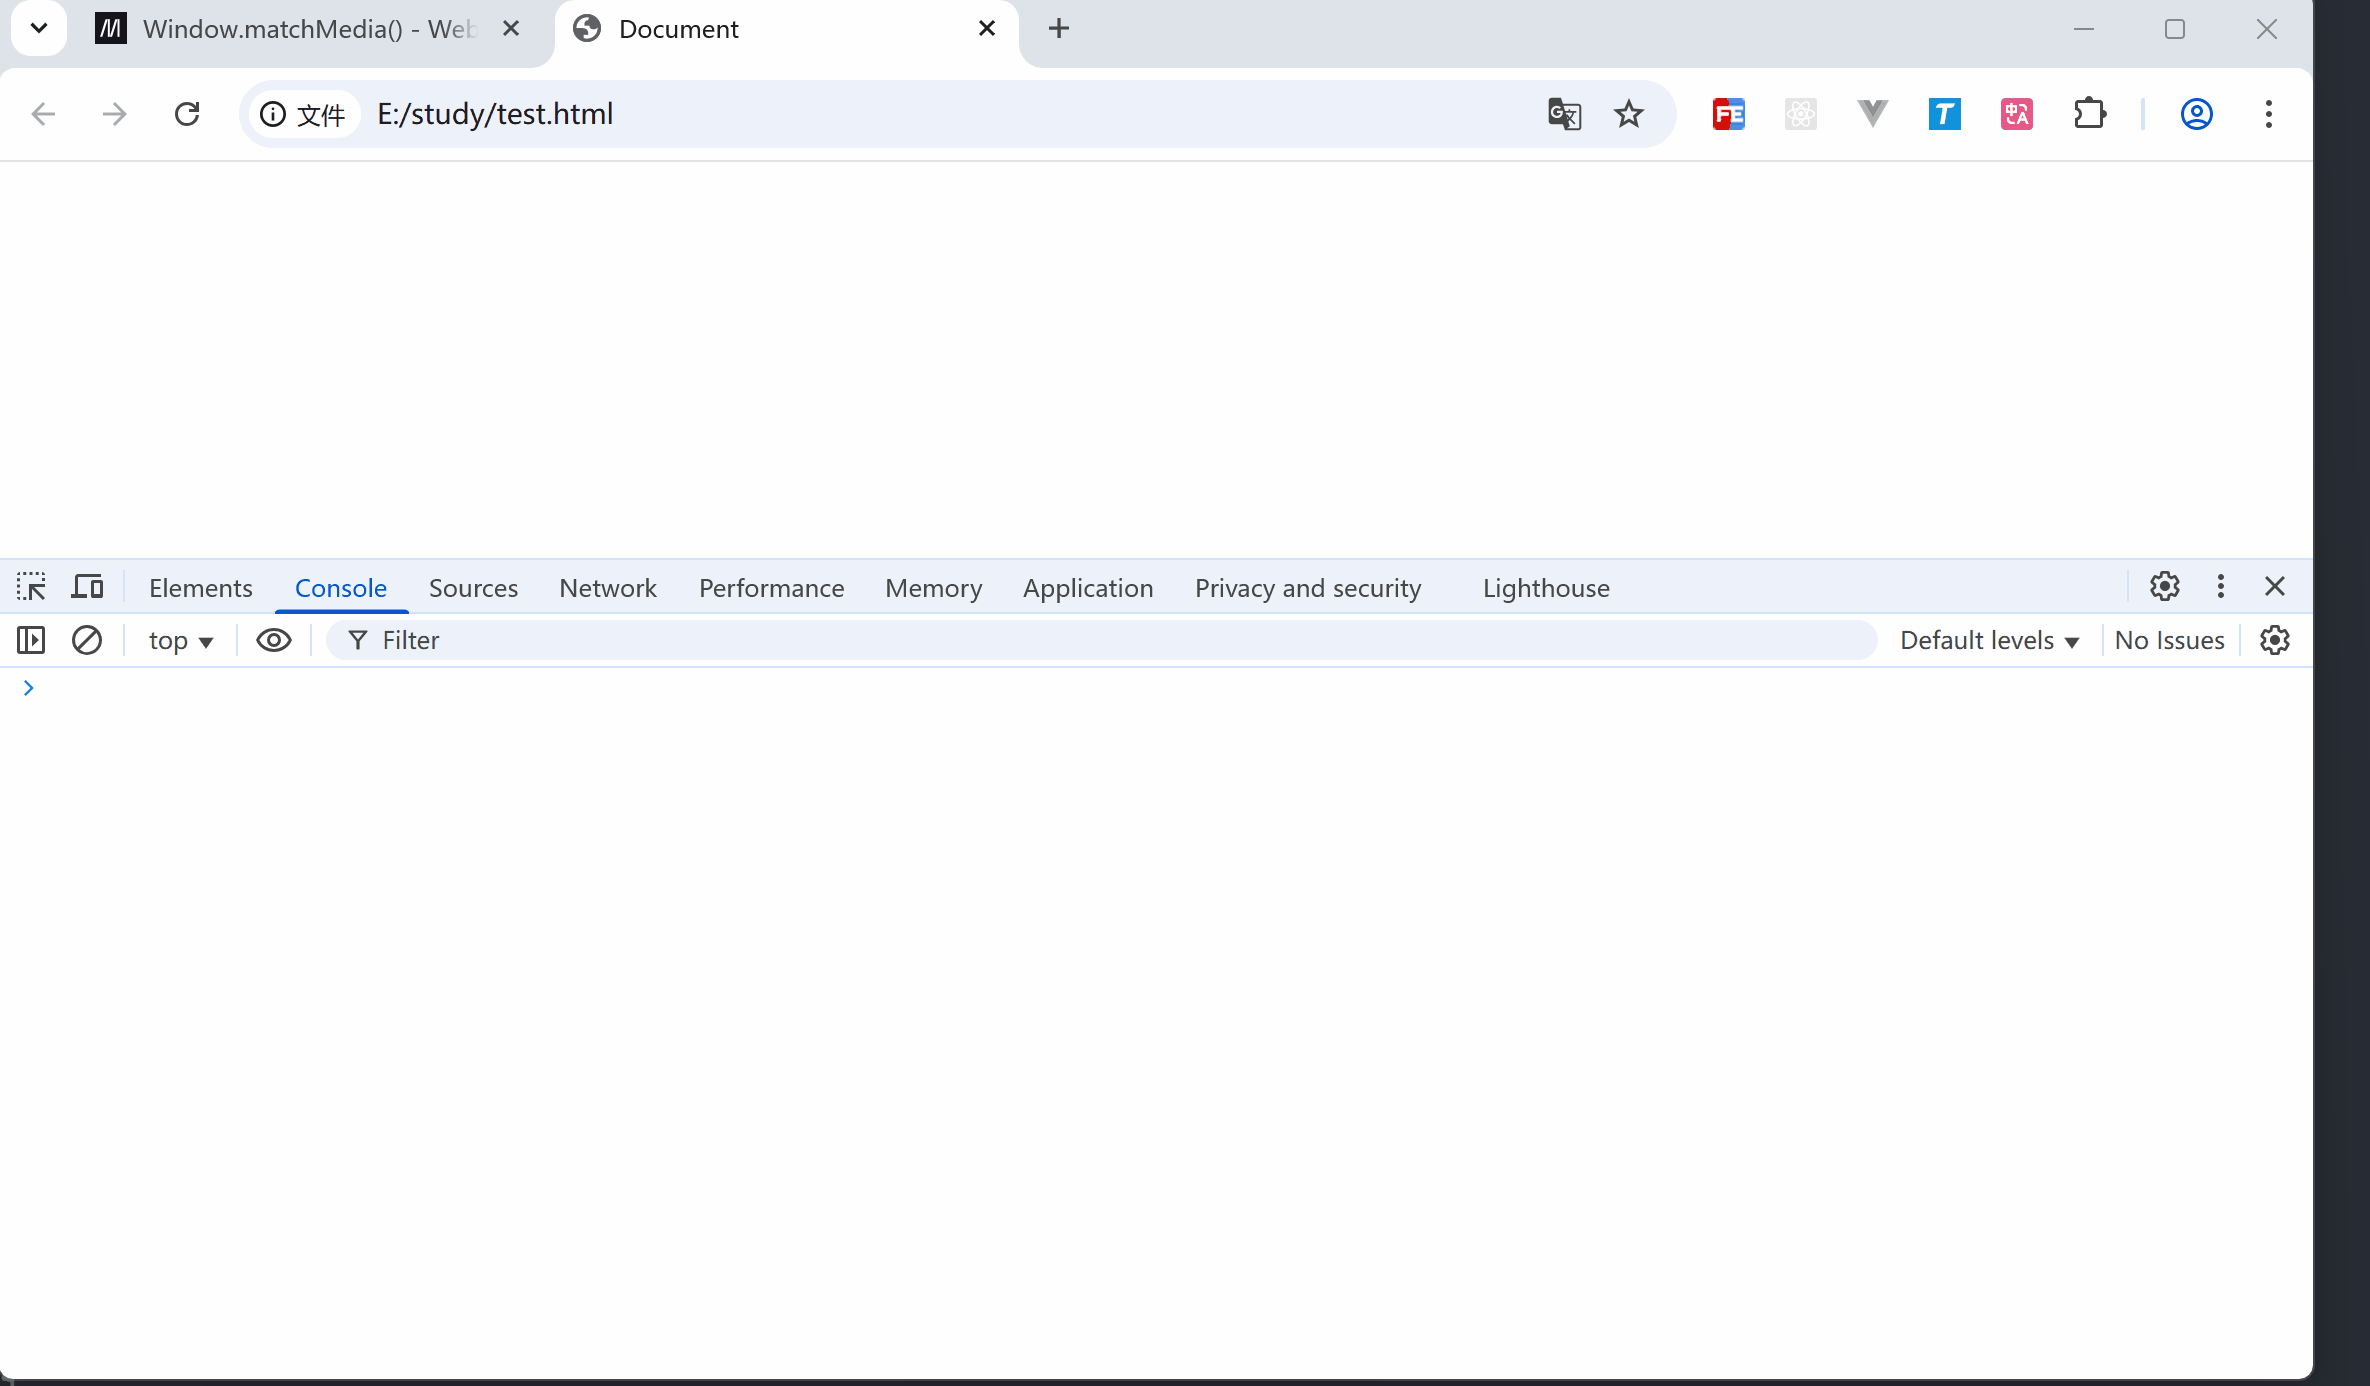 Window.matchMedia() - Web
Document
文件 E:/study/test.html
Elements Console Sources Network Performance Memory Application Privacy and security Lighthouse
top Filter Default levels No Issues